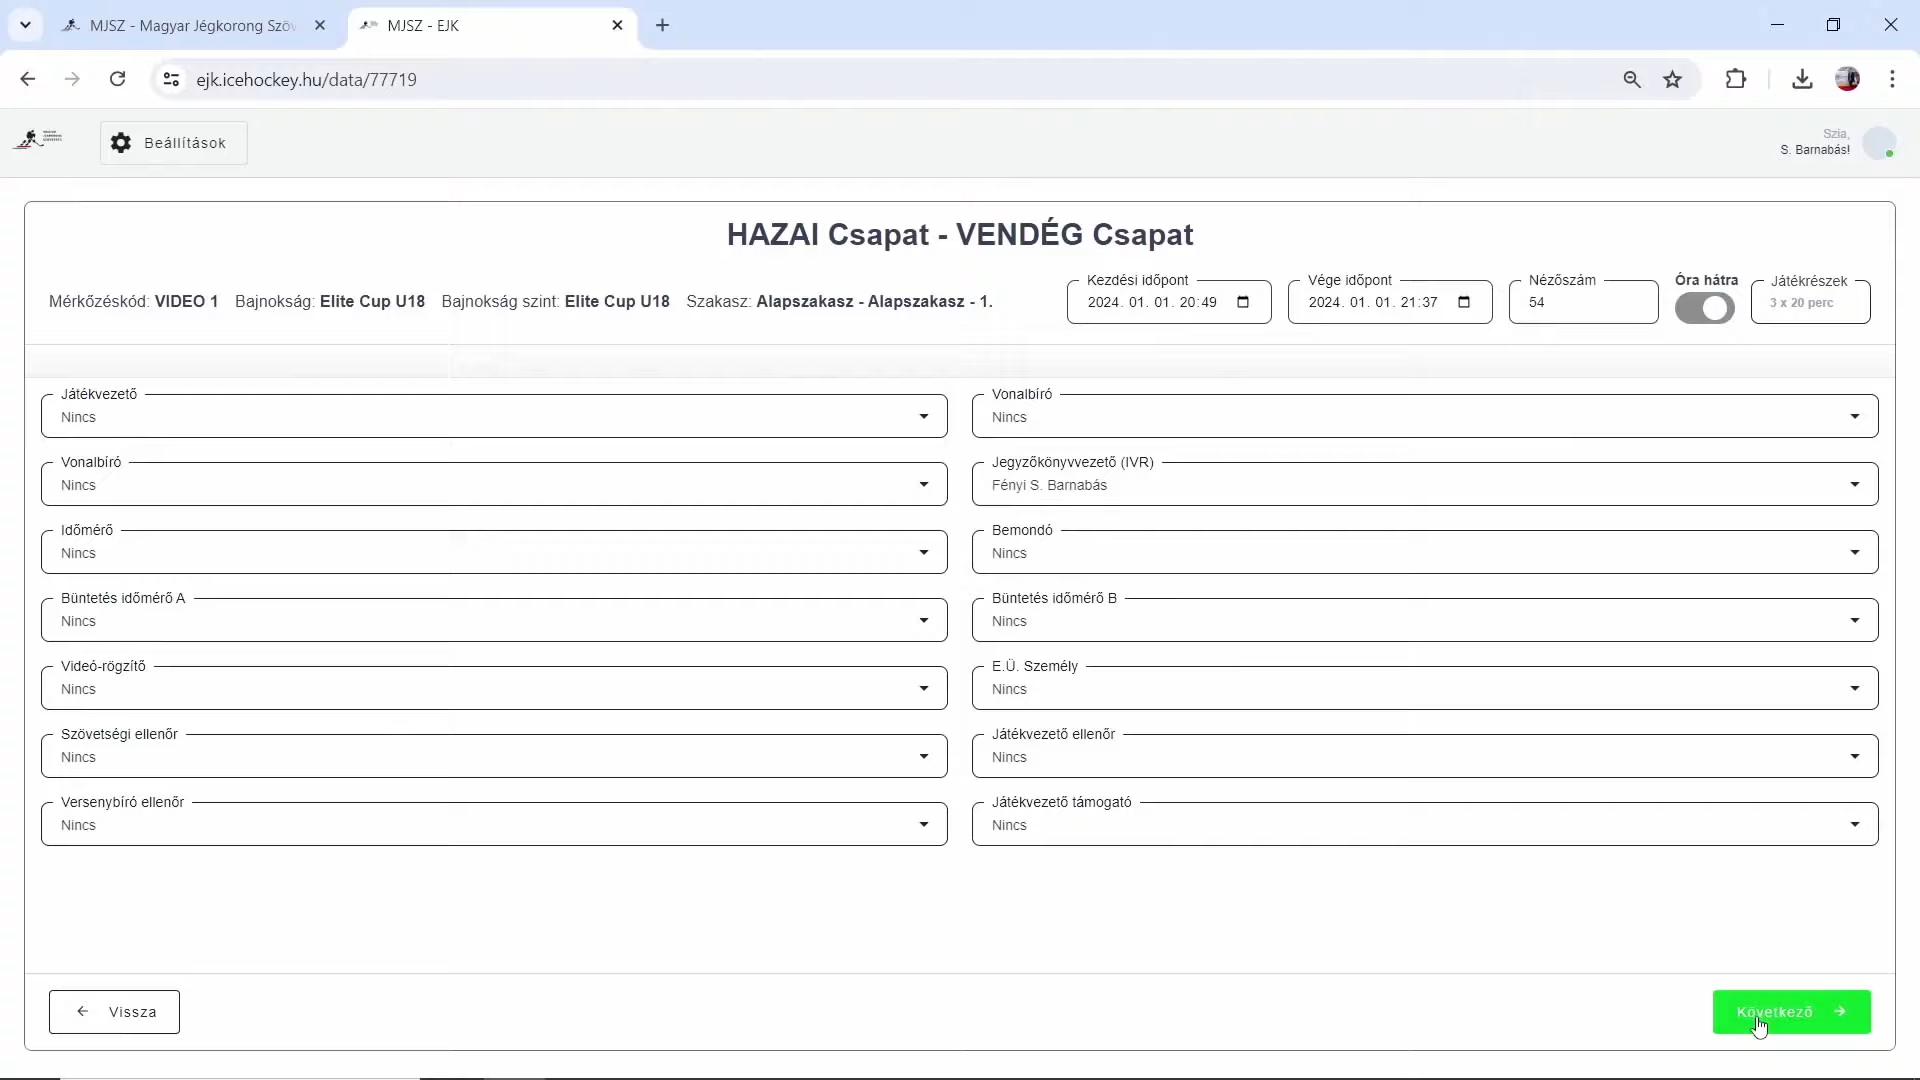 MJSZ - Magyar Jégkorong Szöv
MJSZ - EJK
ejk.icehockey.hu/data/77719
Beállítások
Szia,
S. Barnabás!
HAZAI Csapat - VENDÉG Csapat
Mérkőzéskód: VIDEO 1 Bajnokság: Elite Cup U18 Bajnokság szint: Elite Cup U18 Szakasz: Alapszakasz - Alapszakasz - 1.
Kezdési időpont
2024. 01. 01. 20:49
Vége időpont
2024. 01. 01. 21:37
Nézőszám
54
Óra hátra
Játékrészek
3 x 20 perc
Játékvezető
Nincs
Vonalbíró
Nincs
Vonalbíró
Nincs
Jegyzőkönyvvezető (IVR)
Fényi S. Barnabás
Időmérő
Nincs
Bemondó
Nincs
Büntetés időmérő A
Nincs
Büntetés időmérő B
Nincs
Videó-rögzítő
Nincs
E.Ü. Személy
Nincs
Szövetségi ellenőr
Nincs
Játékvezető ellenőr
Nincs
Versenybíró ellenőr
Nincs
Játékvezető támogató
Nincs
Vissza
Következő